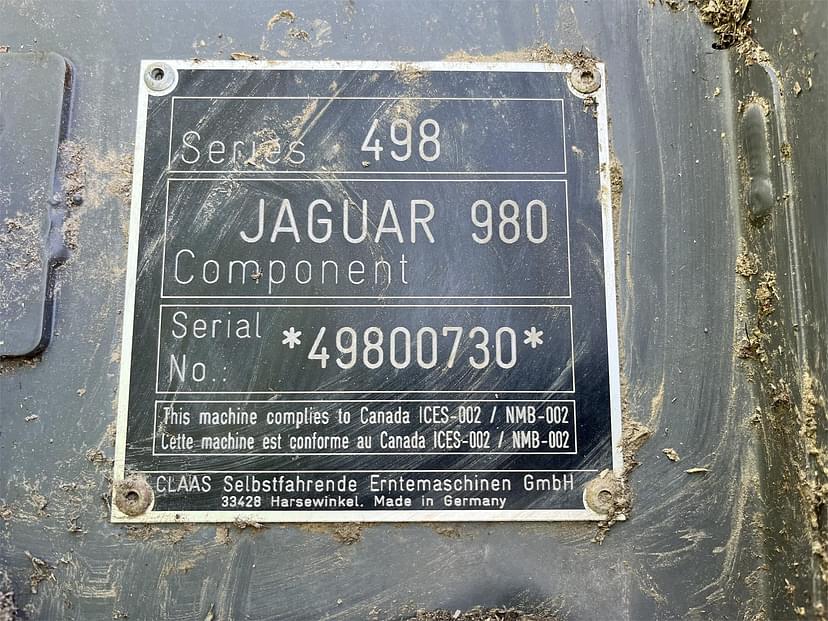 Series 498
JAGUAR 980
Component
Serial
No.: *49800730*
This machine complies to Canada ICES-002 / NMB-002
Cette machine est conforme au Canada ICES-002 / NMB-002
CLAAS Selbstfahrende Erntemaschinen GmbH
33428 Harsewinkel. Made in Germany